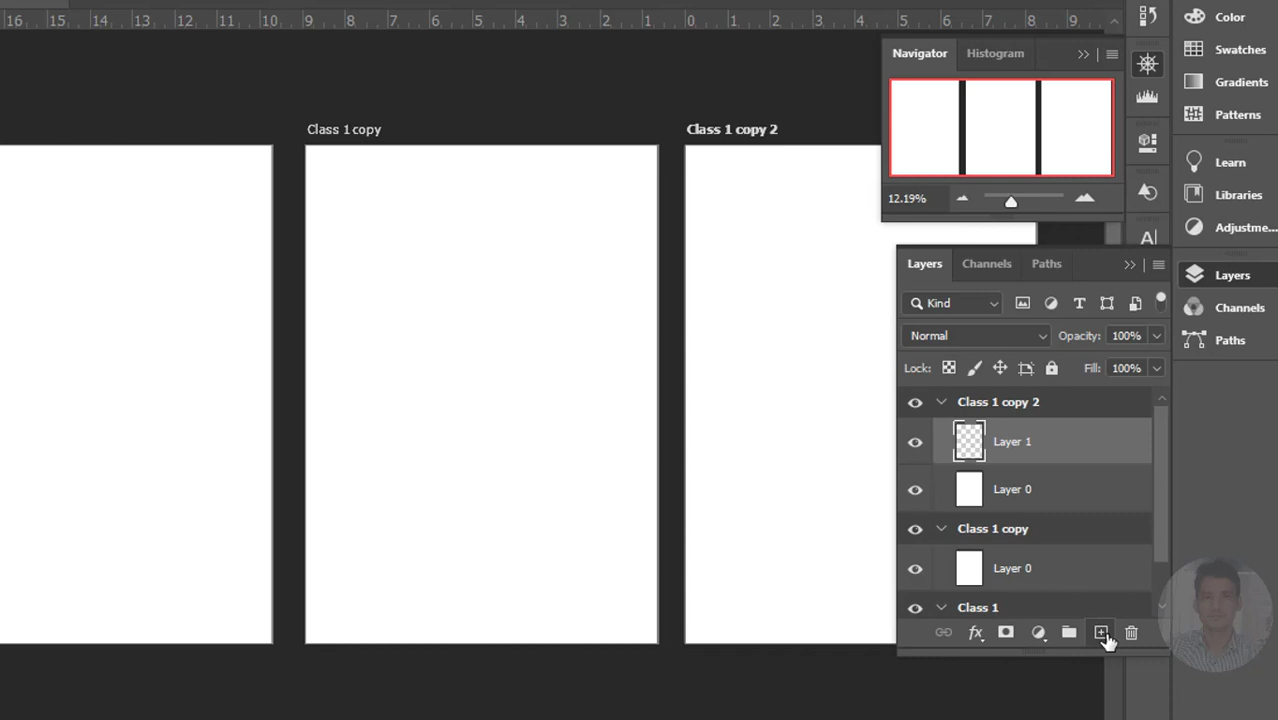 16 15 14 13 12 11 10 9 8 7 6 5 4 3 2 1 0 1 2 3 4 5 6 7 8 9
Color
Navigator Histogram
Swatches
Gradients
Patterns
Class 1 copy
Class 1 copy 2
Learn
12.19%
Libraries
Adjustme...
A
Layers Channels Paths
Layers
Kind T
Channels
Normal Opacity: 100%
Paths
Lock: Fill: 100%
Class 1 copy 2
Layer 1
Layer 0
Class 1 copy
Layer 0
Class 1
fx